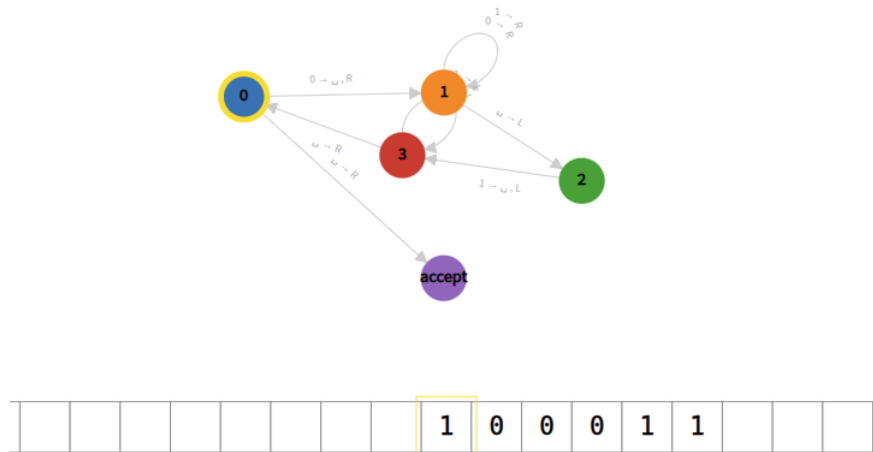 1 → R
0 → R
0 → ␣,R
0
1
␣ → L
3
␣ → R
␣ → R
2
1 → ␣,L
accept
1 0 0 0 1 1